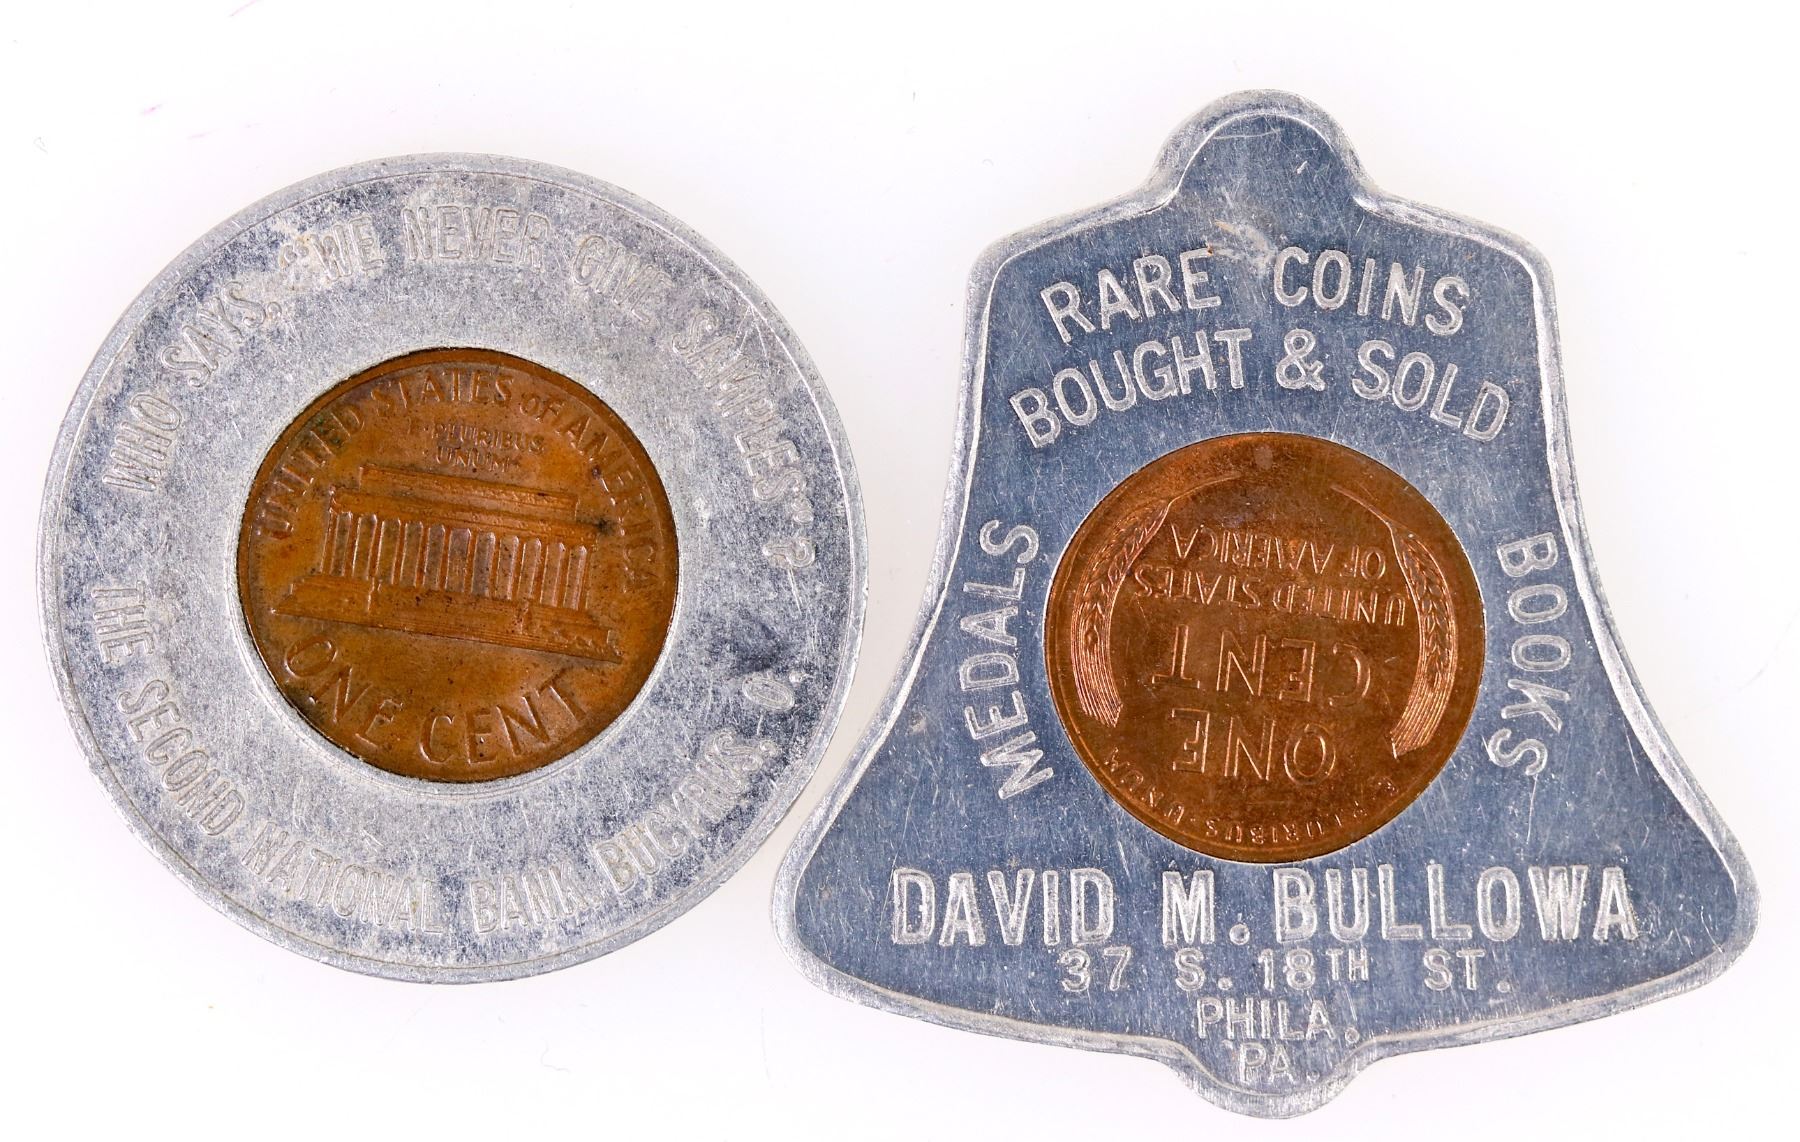 WHO SAYS, "WE NEVER GIVE SAMPLES"?
THE SECOND NATIONAL BANK, BUCYRUS, O.
UNITED STATES OF AMERICA
E·PLURIBUS
UNUM
ONE CENT
RARE COINS
BOUGHT & SOLD
MEDALS
BOOKS
E·PLURIBUS·UNUM
ONE
CENT
UNITED STATES
OF AMERICA
DAVID M. BULLOWA
37 S. 18TH ST.
PHILA.
PA.